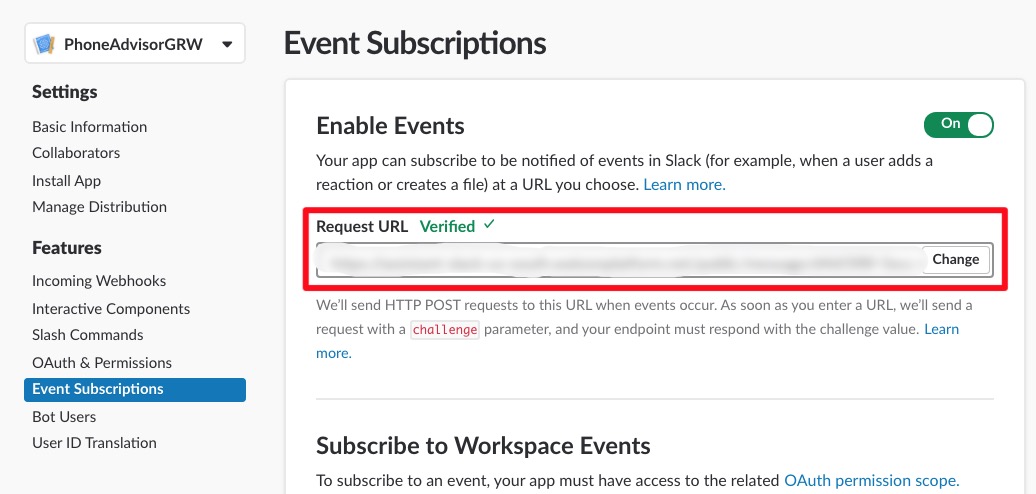 PhoneAdvisorGRW
Settings
Basic Information
Collaborators
Install App
Manage Distribution
Features
Incoming Webhooks
Interactive Components
Slash Commands
OAuth & Permissions
Event Subscriptions
Bot Users
User ID Translation
Event Subscriptions
Enable Events
On
Your app can subscribe to be notified of events in Slack (for example, when a user adds a
reaction or creates a file) at a URL you choose. Learn more.
Request URL Verified ✓
Change
We'll send HTTP POST requests to this URL when events occur. As soon as you enter a URL, we'll send a
request with a challenge parameter, and your endpoint must respond with the challenge value. Learn
more.
Subscribe to Workspace Events
To subscribe to an event, your app must have access to the related OAuth permission scope.